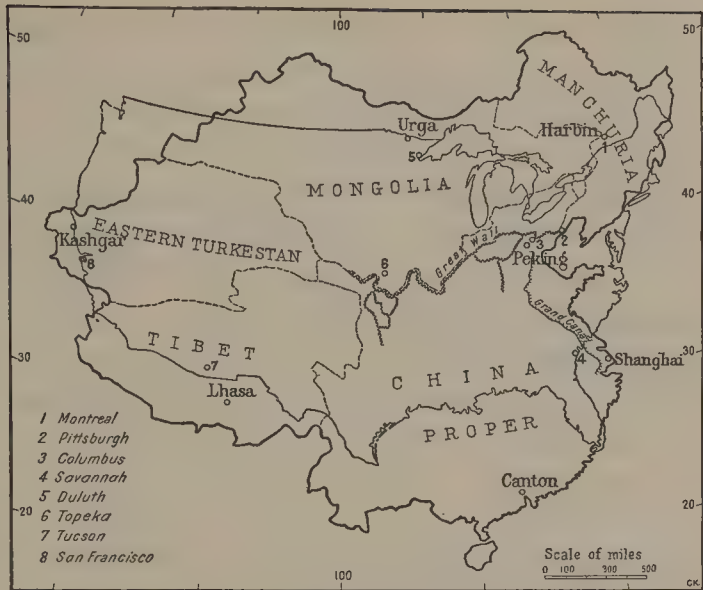 100
50
50
MANCHURIA
Urga
Harbin
1
5
MONGOLIA
40
40
Kashgar
EASTERN TURKESTAN
8
6
Great Wall
3
2
Peking
Grand Canal
TIBET
7
Lhasa
30
30
4
Shanghai
CHINA
PROPER
Canton
20
20
1 Montreal
2 Pittsburgh
3 Columbus
4 Savannah
5 Duluth
6 Topeka
7 Tucson
8 San Francisco
Scale of miles
0 100 300 500
100
C.K.